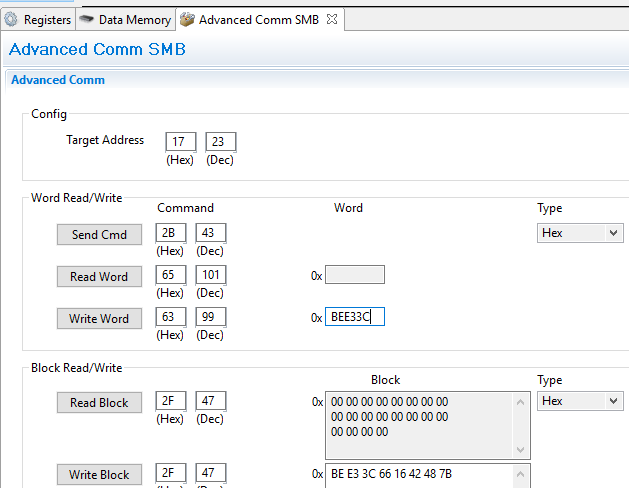 Registers Data Memory Advanced Comm SMB
Advanced Comm SMB
Advanced Comm
Config
Target Address 17 23
(Hex) (Dec)
Word Read/Write
Command Word Type
Send Cmd 2B 43 Hex
(Hex) (Dec)
Read Word 65 101 0x
(Hex) (Dec)
Write Word 63 99 0x BEE33C
(Hex) (Dec)
Block Read/Write
Block Type
Read Block 2F 47 0x 00 00 00 00 00 00 00 00 Hex
(Hex) (Dec) 00 00 00 00 00 00 00 00
00 00 00 00
Write Block 2F 47 0x BE E3 3C 66 16 42 48 7B
(Hex) (Dec)